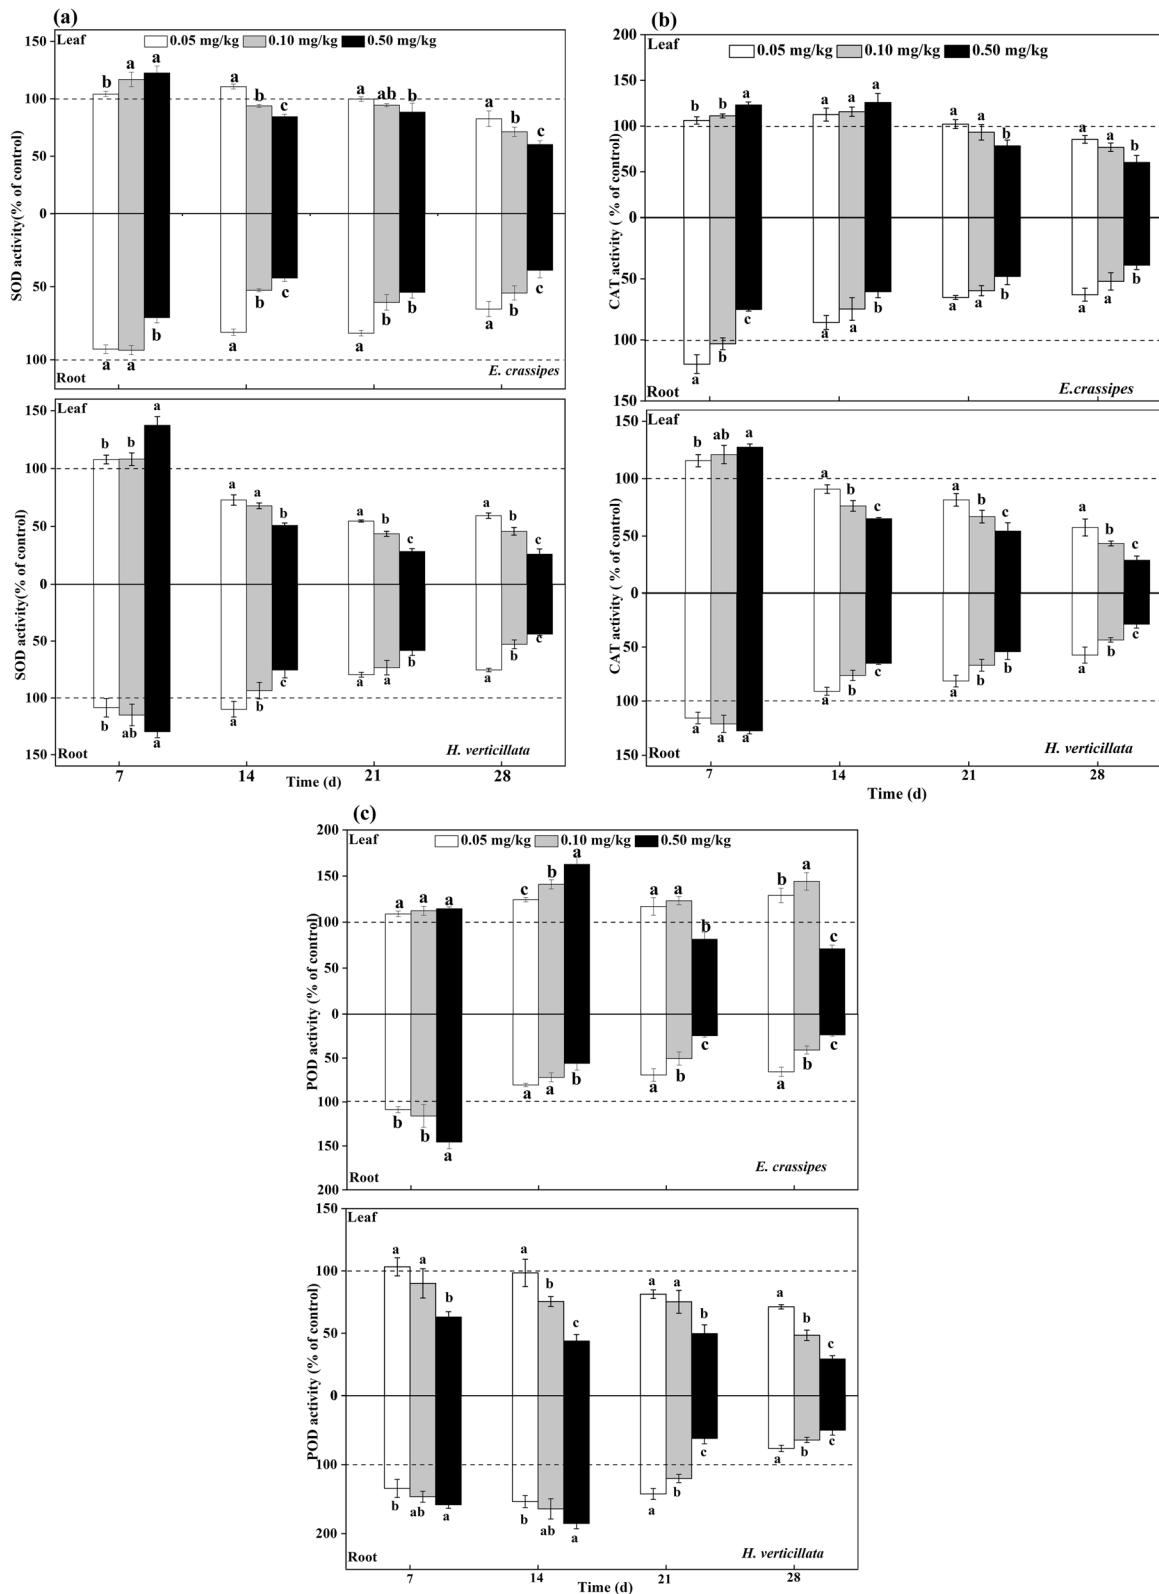 (a)
Leaf
0.05 mg/kg 0.10 mg/kg 0.50 mg/kg
150
100
50
0
50
100
SOD activity(% of control)
b a a
a b c
a ab b
a b c
a a b
a b c
a b b
a b c
Root
E. crassipes
Leaf
150
100
50
0
50
100
150
SOD activity(% of control)
b b a
a a b
a b c
a b c
b ab a
a b c
a a b
a b c
Root
H. verticillata
7 14 21 28
Time (d)
(b)
Leaf
0.05 mg/kg 0.10 mg/kg 0.50 mg/kg
200
150
100
50
0
50
100
150
CAT activity ( % of control)
b b a
a a a
a a b
a a b
a b c
a a b
a a b
a a b
Root
E.crassipes
Leaf
150
100
50
0
50
100
150
CAT activity ( % of control)
b ab a
a b c
a b c
a b c
a a a
a b c
a b c
a b c
Root
H. verticillata
7 14 21 28
Time (d)
(c)
Leaf
0.05 mg/kg 0.10 mg/kg 0.50 mg/kg
200
150
100
50
0
50
100
150
200
POD activity (% of control)
a a a
c b a
a a b
b a c
b b a
a a b
a b c
a b c
Root
E. crassipes
Leaf
150
100
50
0
100
200
POD activity (% of control)
a a b
a b c
a a b
a b c
b ab a
b ab a
a b c
a b c
Root
H. verticillata
7 14 21 28
Time (d)